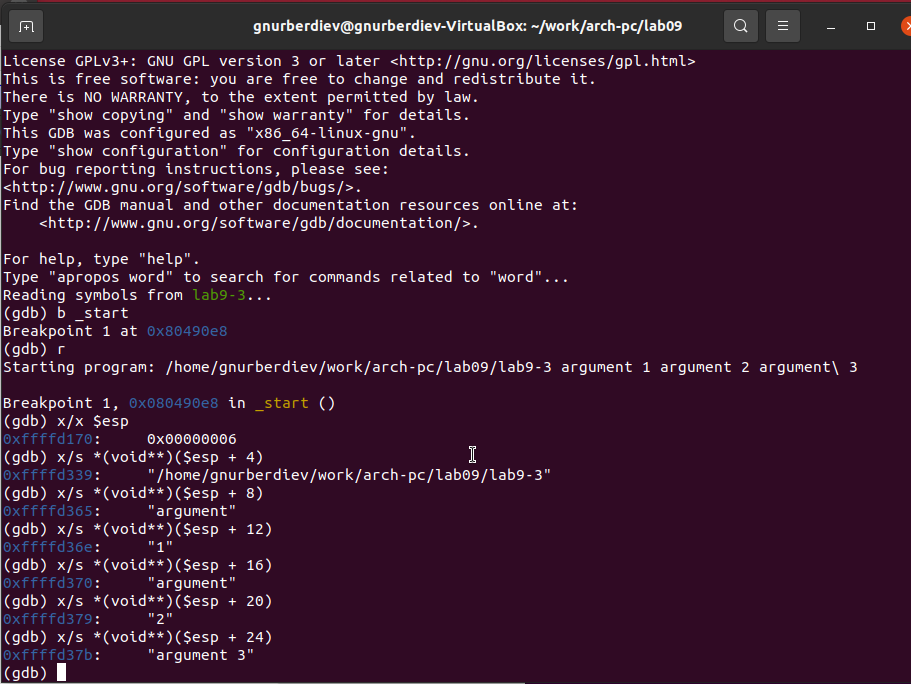 gnurberdiev@gnurberdiev-VirtualBox: ~/work/arch-pc/lab09
License GPLv3+: GNU GPL version 3 or later <http://gnu.org/licenses/gpl.html>
This is free software: you are free to change and redistribute it.
There is NO WARRANTY, to the extent permitted by law.
Type "show copying" and "show warranty" for details.
This GDB was configured as "x86_64-linux-gnu".
Type "show configuration" for configuration details.
For bug reporting instructions, please see:
<http://www.gnu.org/software/gdb/bugs/>.
Find the GDB manual and other documentation resources online at:
    <http://www.gnu.org/software/gdb/documentation/>.
For help, type "help".
Type "apropos word" to search for commands related to "word"...
Reading symbols from lab9-3...
(gdb) b _start
Breakpoint 1 at 0x80490e8
(gdb) r
Starting program: /home/gnurberdiev/work/arch-pc/lab09/lab9-3 argument 1 argument 2 argument\ 3
Breakpoint 1, 0x080490e8 in _start ()
(gdb) x/x $esp
0xffffd170:     0x00000006
(gdb) x/s *(void**)($esp + 4)
0xffffd339:     "/home/gnurberdiev/work/arch-pc/lab09/lab9-3"
(gdb) x/s *(void**)($esp + 8)
0xffffd365:     "argument"
(gdb) x/s *(void**)($esp + 12)
0xffffd36e:     "1"
(gdb) x/s *(void**)($esp + 16)
0xffffd370:     "argument"
(gdb) x/s *(void**)($esp + 20)
0xffffd379:     "2"
(gdb) x/s *(void**)($esp + 24)
0xffffd37b:     "argument 3"
(gdb)